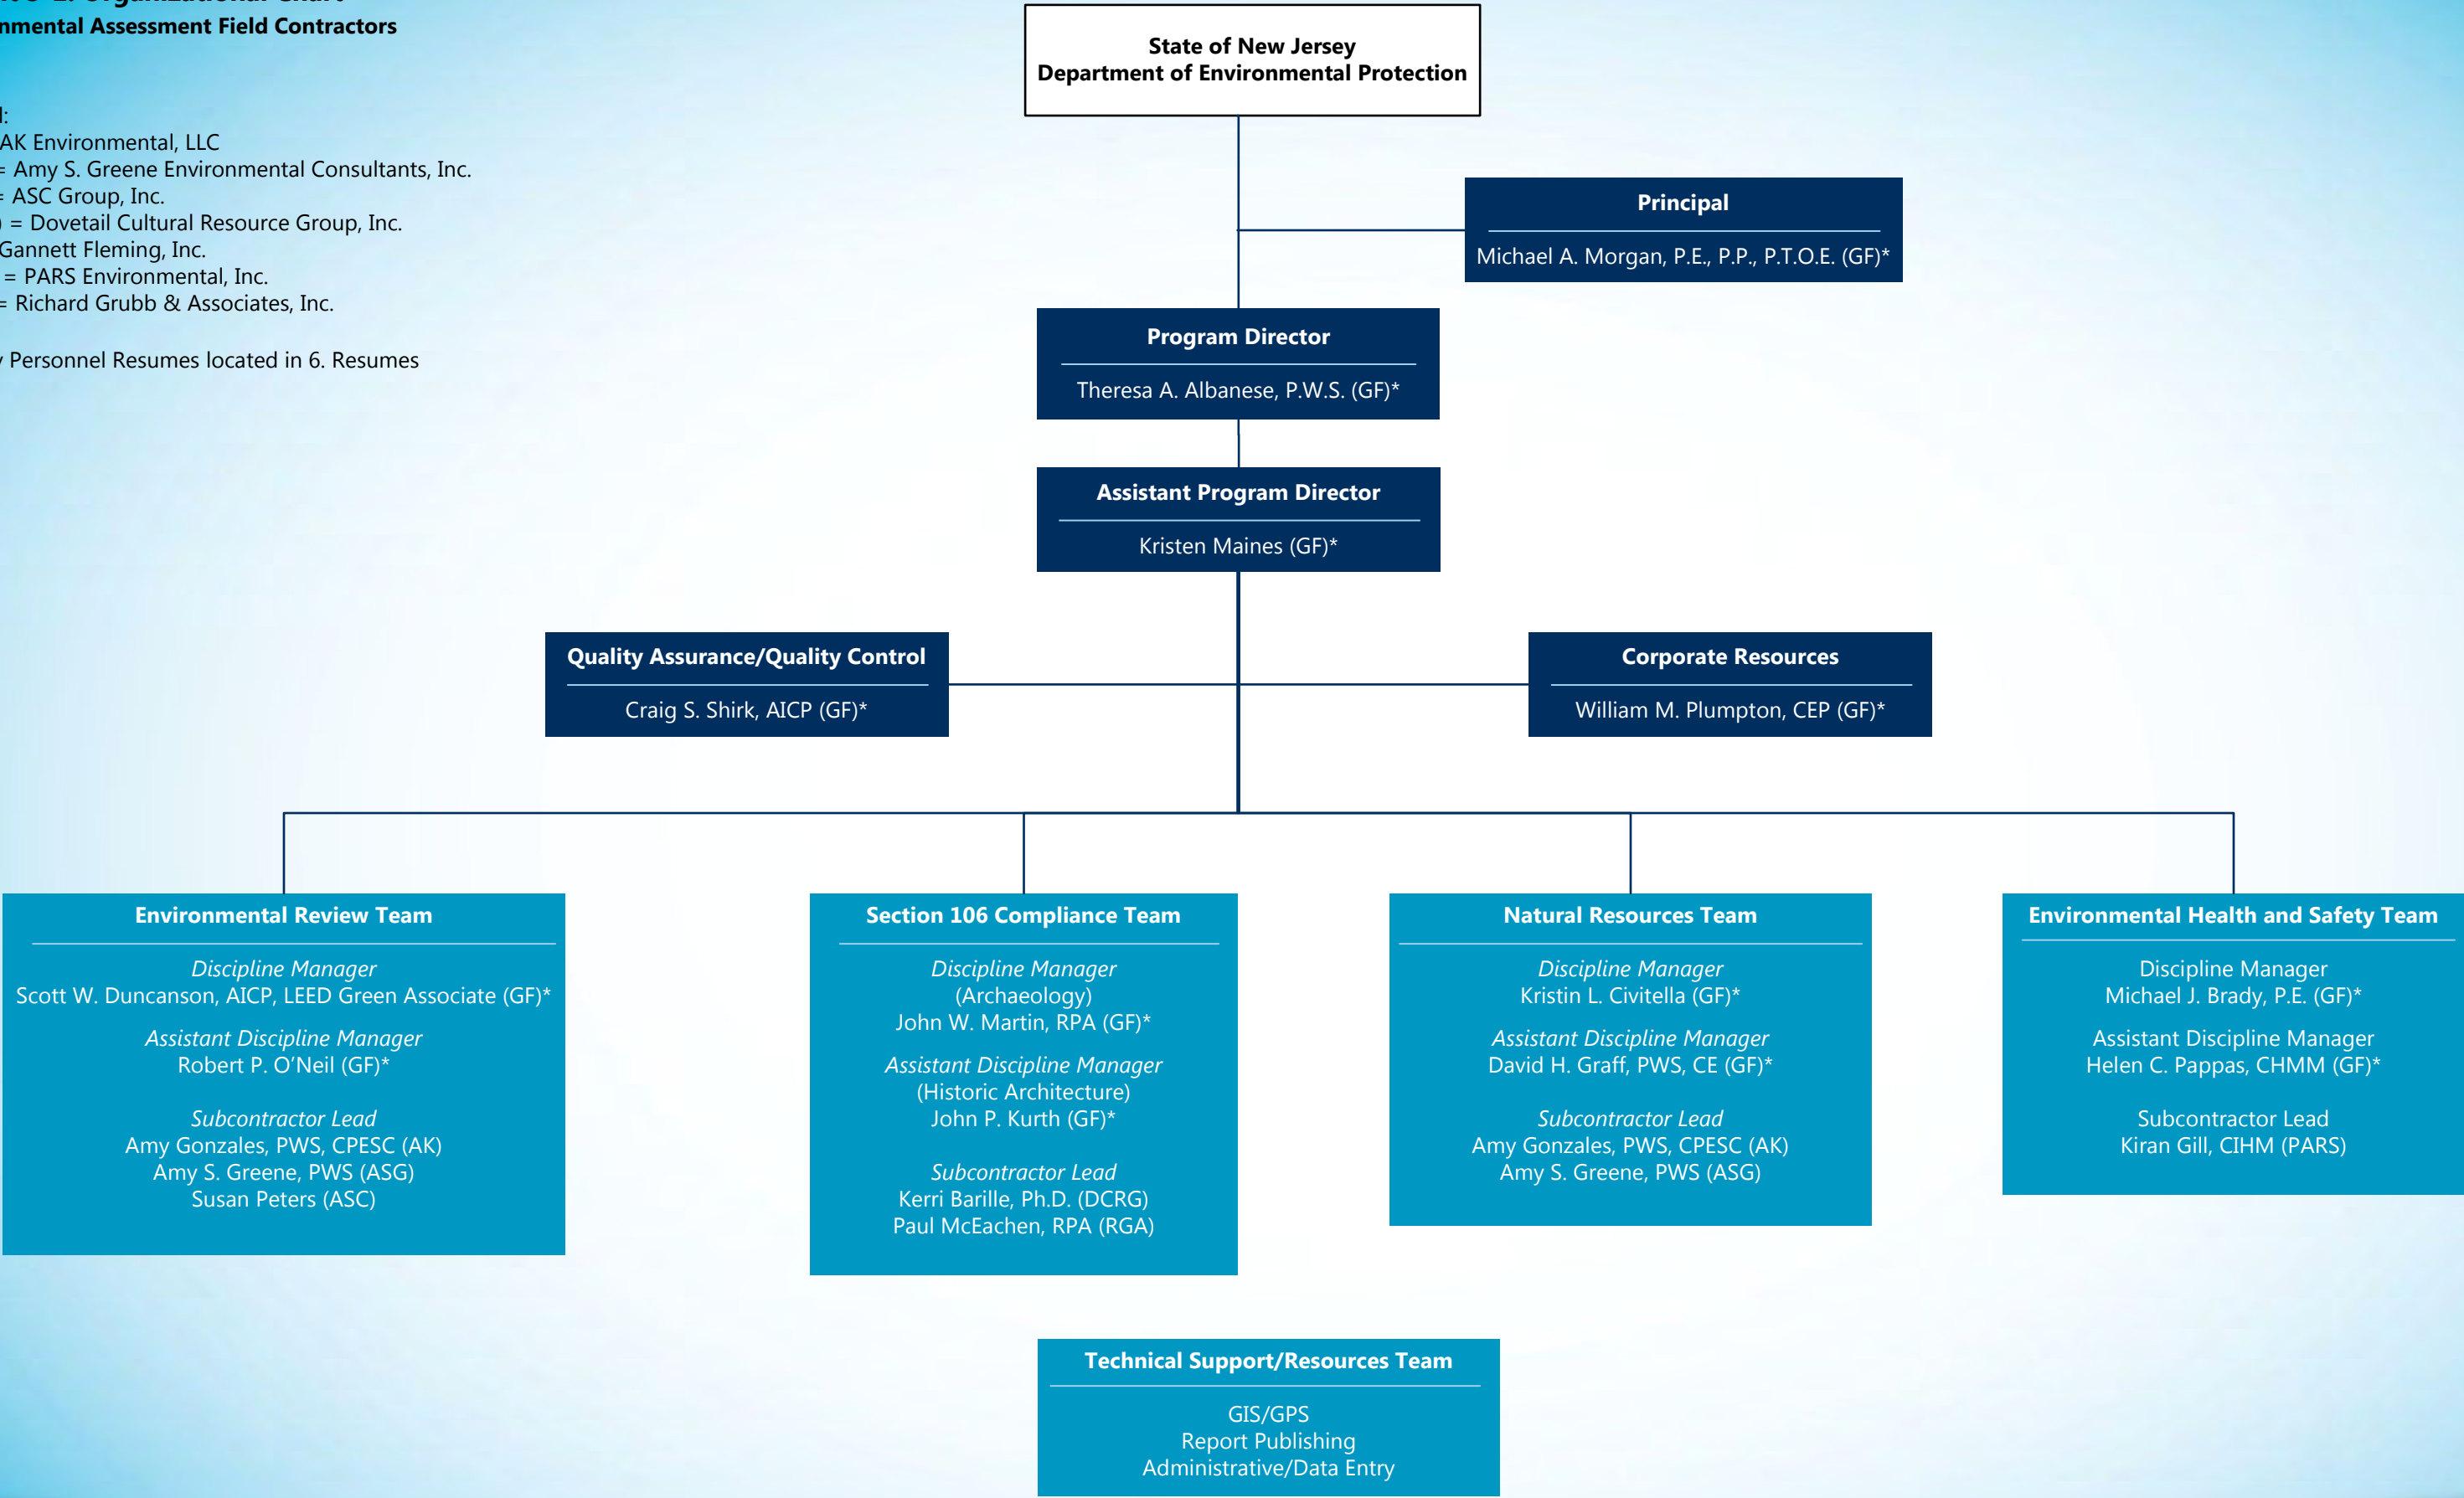 Organizational Chart
Environmental Assessment Field Contractors
AK Environmental, LLC
= Amy S. Greene Environmental Consultants, Inc.
= ASC Group, Inc.
) = Dovetail Cultural Resource Group, Inc.
Gannett Fleming, Inc.
= PARS Environmental, Inc.
= Richard Grubb & Associates, Inc.
Personnel Resumes located in 6. Resumes
State of New Jersey
Department of Environmental Protection
Principal
Michael A. Morgan, P.E., P.P., P.T.O.E. (GF)*
Program Director
Theresa A. Albanese, P.W.S. (GF)*
Assistant Program Director
Kristen Maines (GF)*
Quality Assurance/Quality Control
Craig S. Shirk, AICP (GF)*
Corporate Resources
William M. Plumpton, CEP (GF)*
Environmental Review Team
Discipline Manager
Scott W. Duncanson, AICP, LEED Green Associate (GF)*
Assistant Discipline Manager
Robert P. O’Neil (GF)*
Subcontractor Lead
Amy Gonzales, PWS, CPESC (AK)
Amy S. Greene, PWS (ASG)
Susan Peters (ASC)
Section 106 Compliance Team
Discipline Manager
(Archaeology)
John W. Martin, RPA (GF)*
Assistant Discipline Manager
(Historic Architecture)
John P. Kurth (GF)*
Subcontractor Lead
Kerri Barille, Ph.D. (DCRG)
Paul McEachen, RPA (RGA)
Natural Resources Team
Discipline Manager
Kristin L. Civitella (GF)*
Assistant Discipline Manager
David H. Graff, PWS, CE (GF)*
Subcontractor Lead
Amy Gonzales, PWS, CPESC (AK)
Amy S. Greene, PWS (ASG)
Environmental Health and Safety Team
Discipline Manager
Michael J. Brady, P.E. (GF)*
Assistant Discipline Manager
Helen C. Pappas, CHMM (GF)*
Subcontractor Lead
Kiran Gill, CIHM (PARS)
Technical Support/Resources Team
GIS/GPS
Report Publishing
Administrative/Data Entry